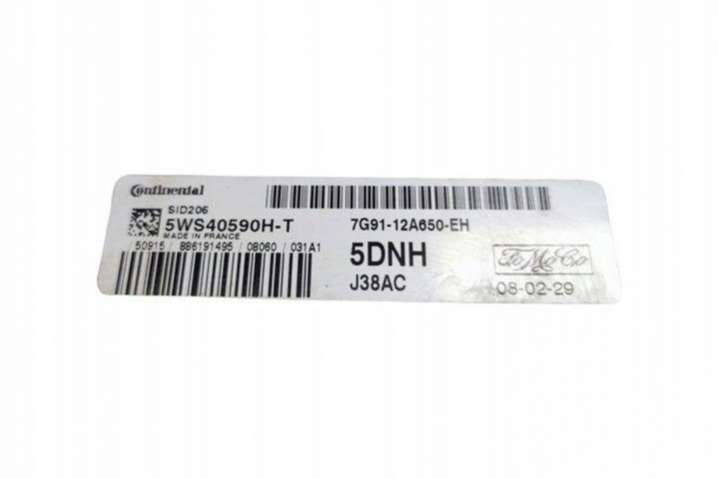 Continental
SID206
5WS40590H-T
MADE IN FRANCE
50915 / 886191495 / 08060 / 031A1
7G91-12A650-EH
5DNH
J38AC
FoMoCo
08-02-29